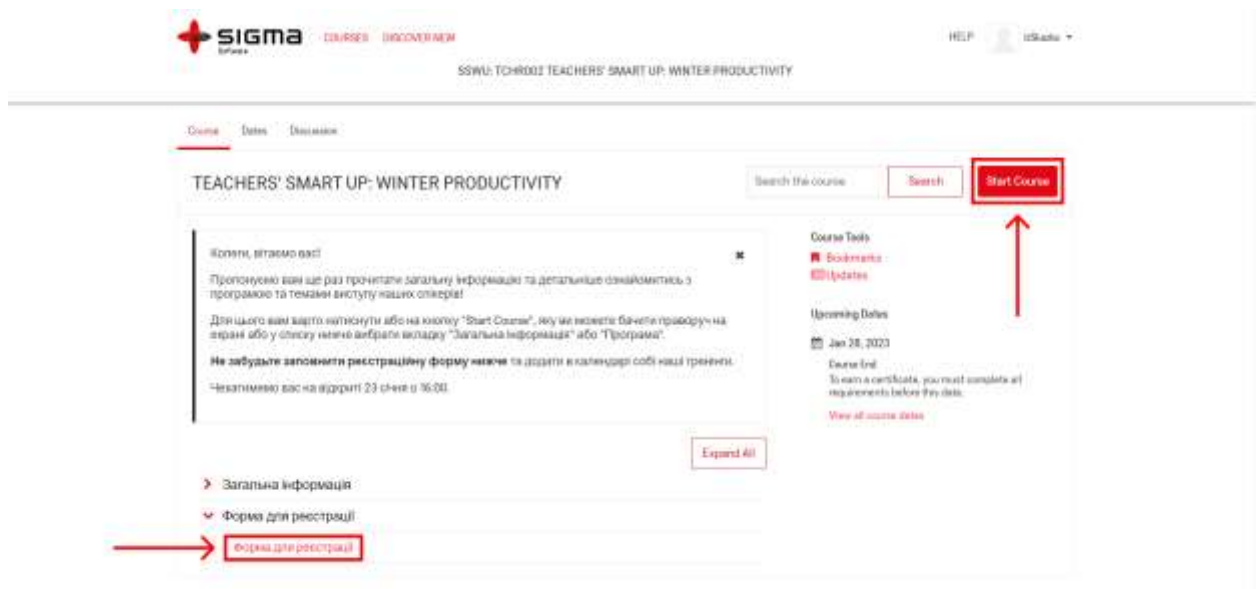 sigma
Software
COURSES DISCOVER NEW
HELP
SSWU: TCHR002 TEACHERS' SMART UP: WINTER PRODUCTIVITY
Course Dates Discussion
TEACHERS' SMART UP: WINTER PRODUCTIVITY
Search the course
Search
Start Course
Колеги, вітаємо вас!
Пропонуємо вам ще раз прочитати загальну інформацію та детальніше ознайомитись з
програмою та темами виступу наших спікерів!
Для цього вам варто натиснути або на кнопку "Start Course", яку ви можете бачити праворуч на
екрані або у списку нижче вибрати вкладку "Загальна інформація" або "Програма".
Не забудьте заповнити реєстраційну форму нижче та додати в календарі собі наші тренінги.
Чекатимемо вас на відкриті 23 січня о 16:00.
Course Tools
Bookmarks
Updates
Upcoming Dates
Jan 28, 2023
Course End
To earn a certificate, you must complete all
requirements before this date.
View all course dates
Expand All
Загальна інформація
Форма для реєстрації
Форма для реєстрації